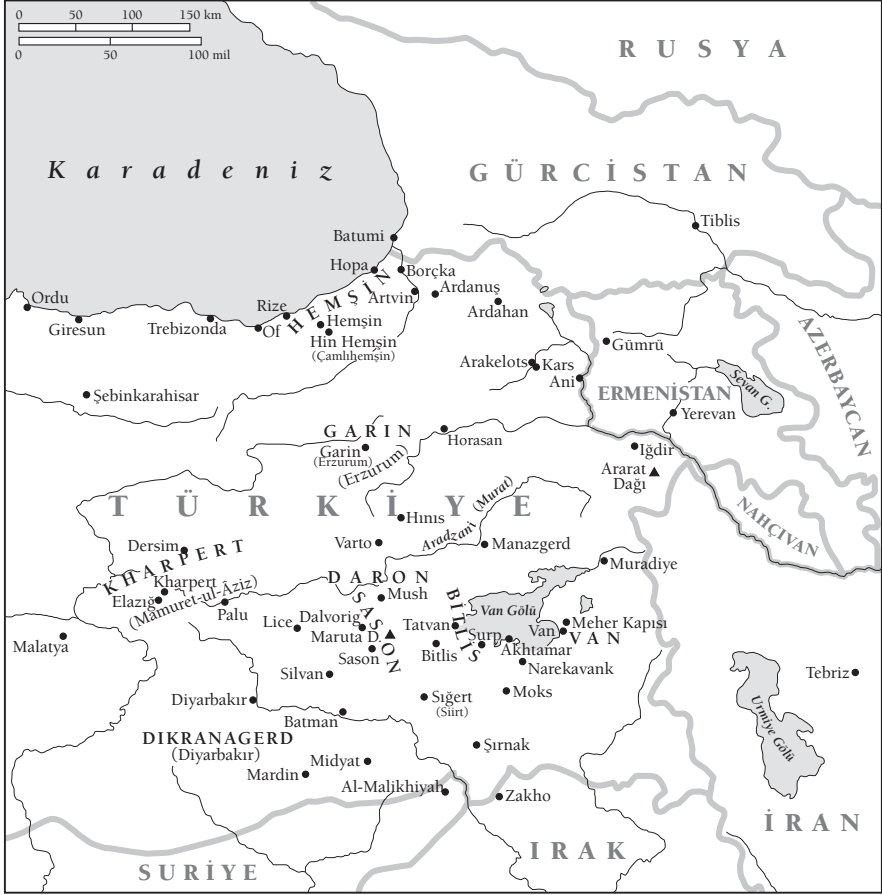 0 50 100 150 km
0 50 100 mil
RUSYA
Karadeniz
GÜRCİSTAN
Tiblis
Batumi
Hopa
Borçka
Artvin
Ardanuş
Ardahan
Ordu
Giresun
Trebizonda
Rize
Of
HEMŞİN
Hemşin
Hin Hemşin
(Çamlıhemşin)
Arakelots
Kars
Ani
Gümrü
AZERBAYCAN
Sevan G.
ERMENİSTAN
Yerevan
Şebinkarahisar
GARIN
Garin
(Erzurum)
(Erzurum)
Horasan
Iğdir
Ararat
Dağı
NAHÇIVAN
TÜRKİYE
Hınıs
Aradzani (Murat)
Varto
Manazgerd
Muradiye
Dersim
KHARPERT
Kharpert
Elazığ
(Mamuret-ul-Âziz)
Palu
DARON
Mush
SASON
BİTLİS
Van Gölü
Malatya
Lice
Dalvorig
Maruta D.
Sason
Tatvan
Bitlis
Surp
Akhtamar
Van
Meher Kapısı
VAN
Narekavank
Silvan
Sığert
(Siirt)
Moks
Tebriz
Urmiye Gölü
Diyarbakır
Batman
DIKRANAGERD
(Diyarbakır)
Midyat
Mardin
Şırnak
Al-Malikhiyah
Zakho
İRAN
SURİYE
IRAK